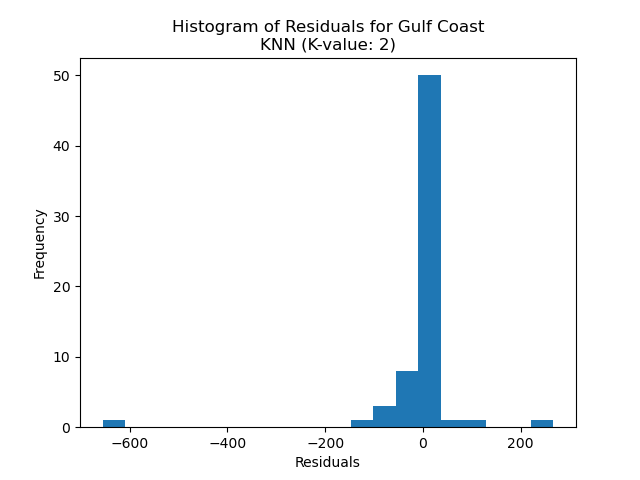 Histogram of Residuals for Gulf Coast
KNN (K-value: 2)
50
40
30
20
10
0
Frequency
−600
−400
−200
0
200
Residuals